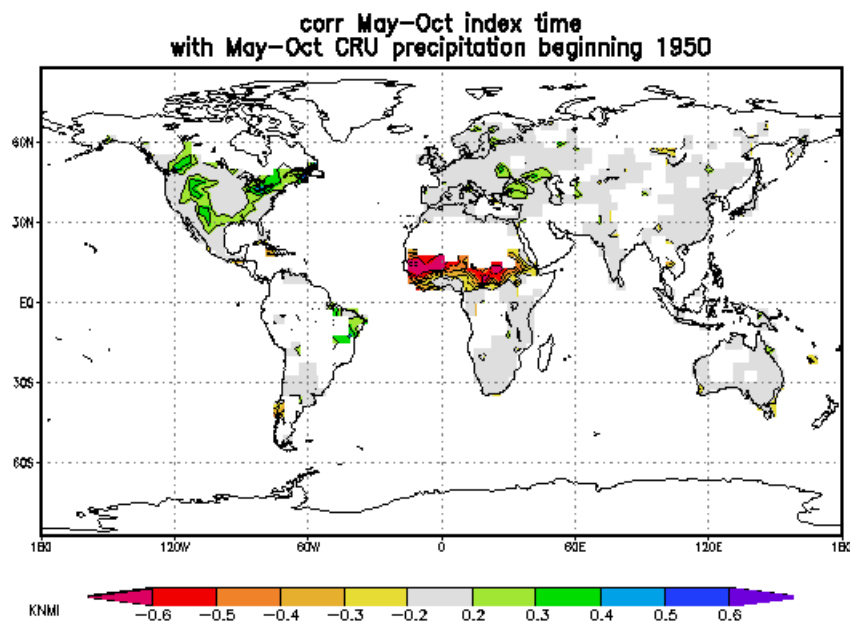 corr May-Oct index time
with May-Oct CRU precipitation beginning 1950
60N
30N
EQ
30S
60S
180 120W 60W 0 60E 120E 180
KNMI
-0.6 -0.5 -0.4 -0.3 -0.2 0.2 0.3 0.4 0.5 0.6